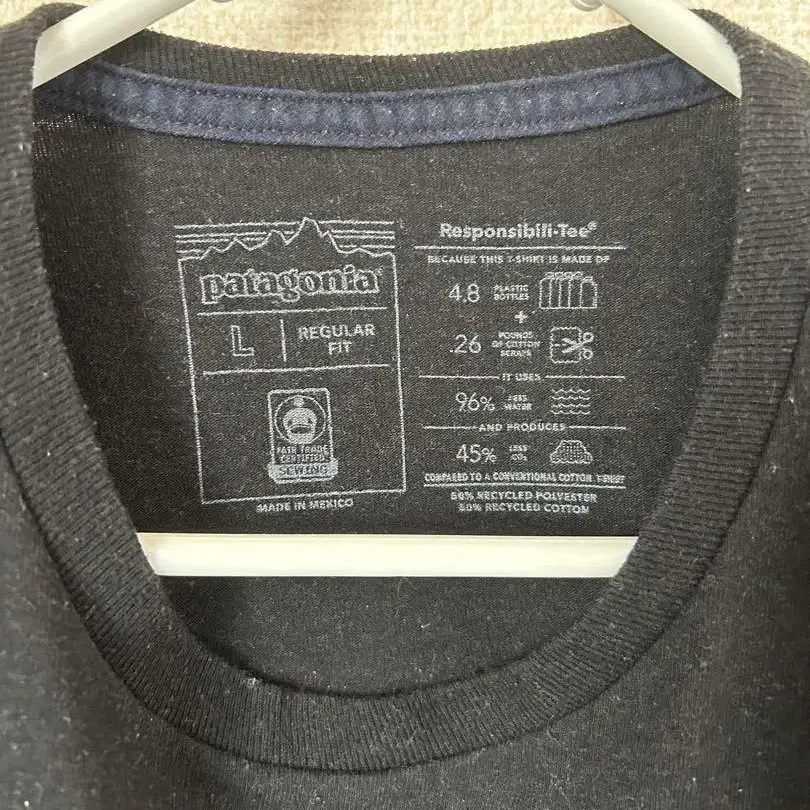 patagonia®
L
REGULAR
FIT
FAIR TRADE
CERTIFIED
SEWING
MADE IN MEXICO
Responsibili-Tee®
BECAUSE THIS T-SHIRT IS MADE OF
4.8 PLASTIC
BOTTLES
+
.26 POUNDS
OF COTTON
SCRAPS
IT USES
96% LESS
WATER
AND PRODUCES
45% LESS
CO₂
COMPARED TO A CONVENTIONAL COTTON T-SHIRT
50% RECYCLED POLYESTER
50% RECYCLED COTTON